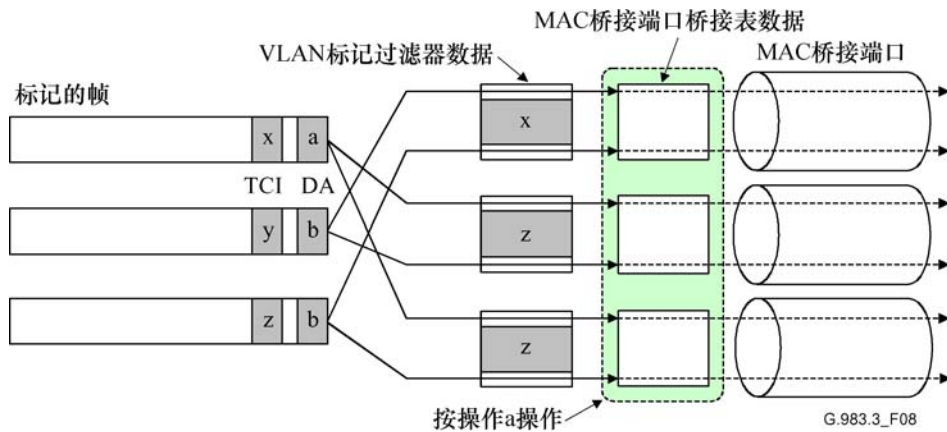 MAC桥接端口桥接表数据
VLAN标记过滤器数据
MAC桥接端口
标记的帧
x a
x
TCI DA
y b
z
z b
z
按操作a操作
G.983.3_F08